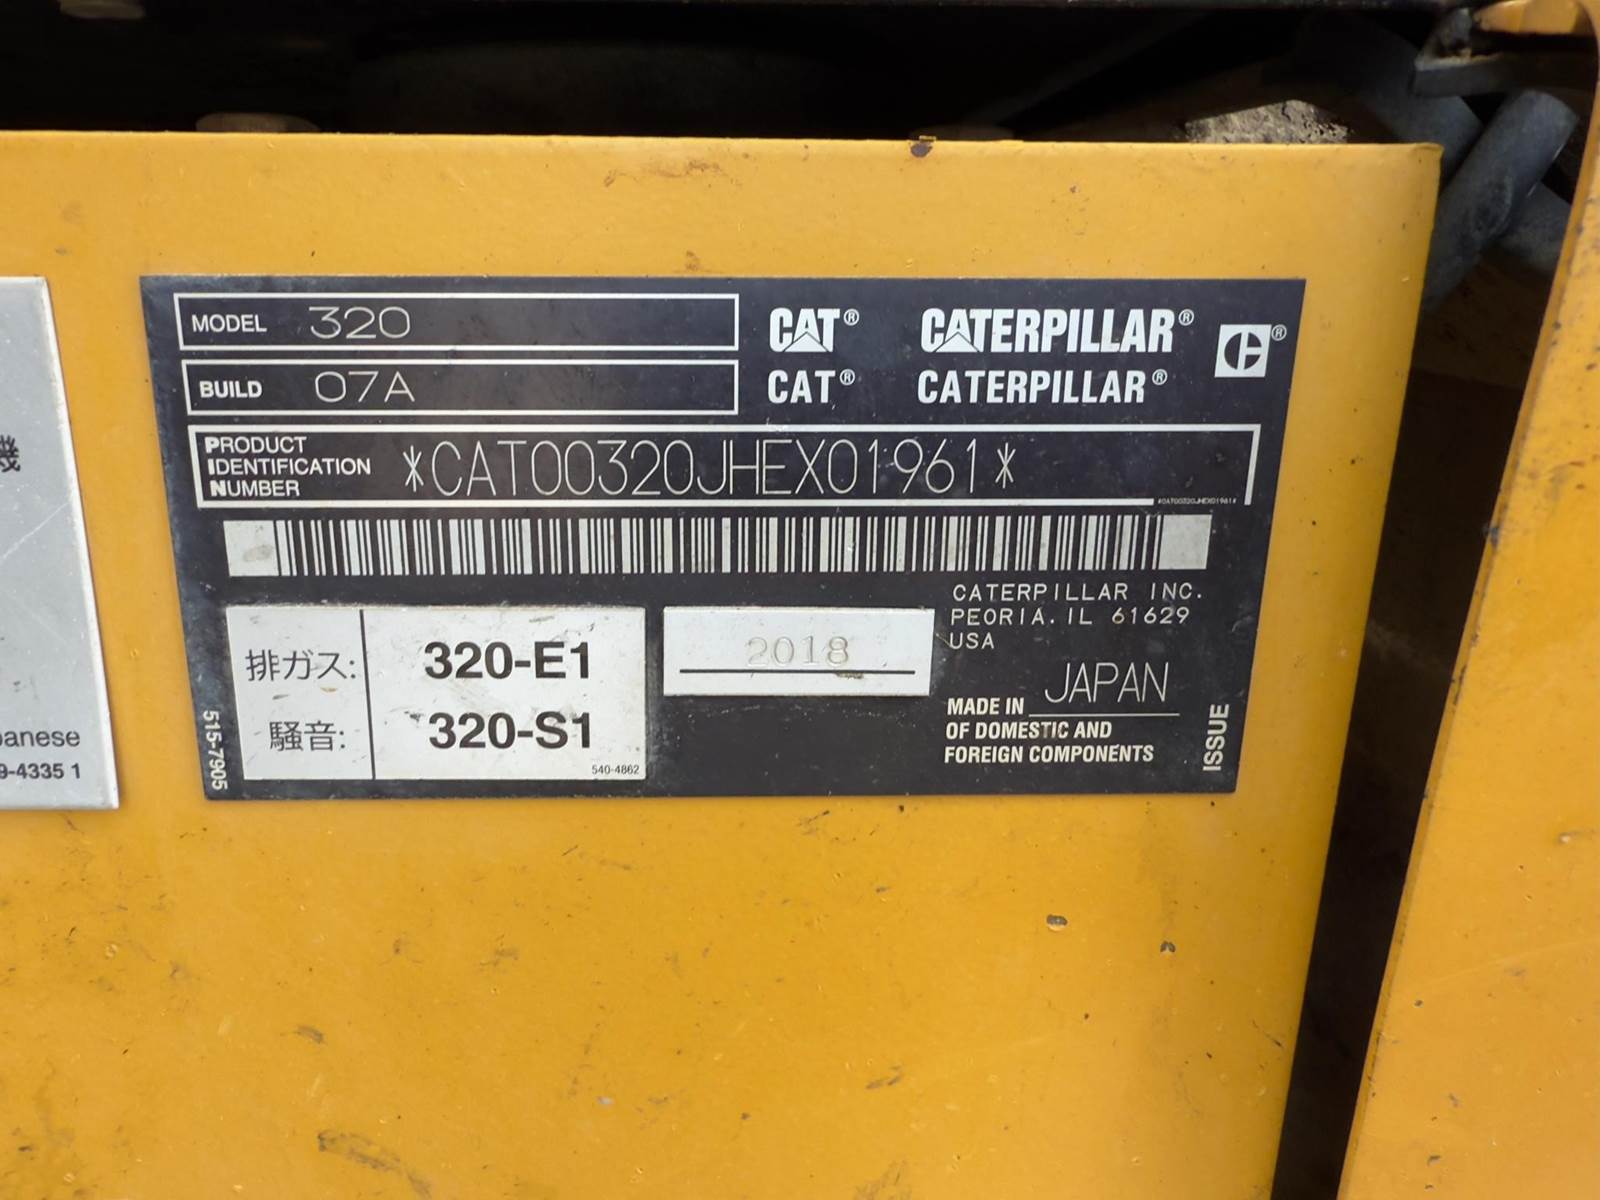 MODEL 320
BUILD 07A
CAT® CATERPILLAR®
CAT® CATERPILLAR®
PRODUCT
IDENTIFICATION
NUMBER
*CAT00320JHEX01961*
*CAT00320JHEX01961*
排ガス: 320-E1
騒音: 320-S1
540-4862
2018
CATERPILLAR INC.
PEORIA. IL 61629
USA
MADE IN JAPAN
OF DOMESTIC AND
FOREIGN COMPONENTS
515-7905
ISSUE
機
panese
9-4335 1